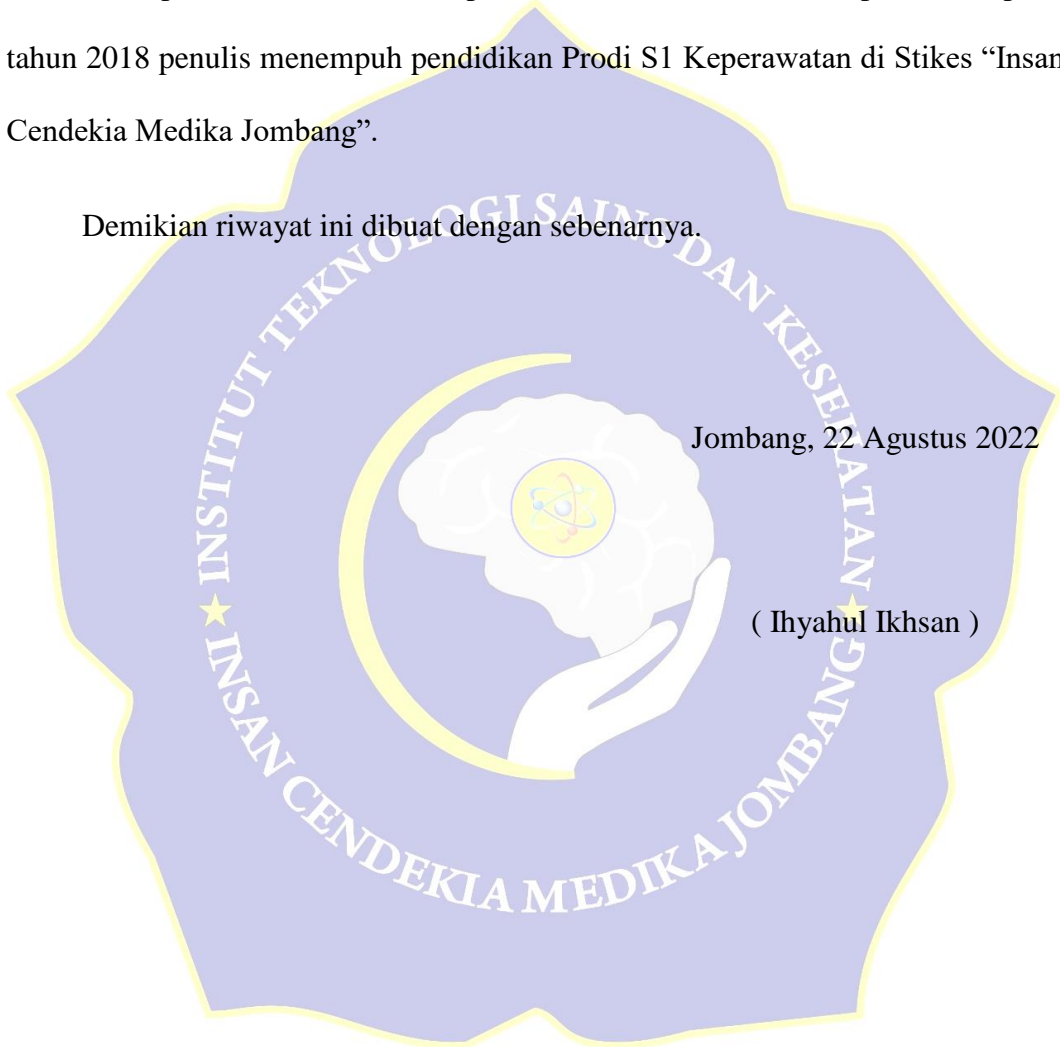 tahun 2018 penulis menempuh pendidikan Prodi S1 Keperawatan di Stikes “Insan
Cendekia Medika Jombang”.
Demikian riwayat ini dibuat dengan sebenarnya.
INSTITUT TEKNOLOGI SAINS DAN KESEHATAN
Jombang, 22 Agustus 2022
( Ihyahul Ikhsan )
INSAN CENDEKIA MEDIKA JOMBANG